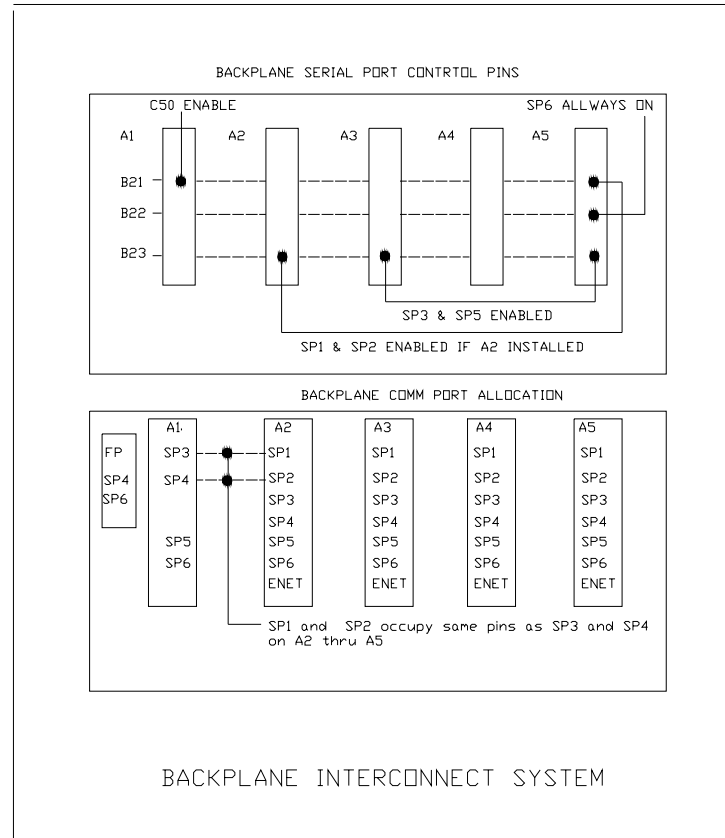 BACKPLANE SERIAL PORT CONTRTOL PINS
C50 ENABLE
SP6 ALLWAYS ON
A1 A2 A3 A4 A5
B21
B22
B23
SP3 & SP5 ENABLED
SP1 & SP2 ENABLED IF A2 INSTALLED
BACKPLANE COMM PORT ALLOCATION
A1. A2 A3 A4 A5
FP SP3 SP1 SP1 SP1 SP1
SP4 SP4 SP2 SP2 SP2 SP2
SP6 SP3 SP3 SP3 SP3
SP4 SP4 SP4 SP4
SP5 SP5 SP5 SP5 SP5
SP6 SP6 SP6 SP6 SP6
ENET ENET ENET ENET
SP1 and SP2 occupy same pins as SP3 and SP4
on A2 thru A5
BACKPLANE INTERCONNECT SYSTEM